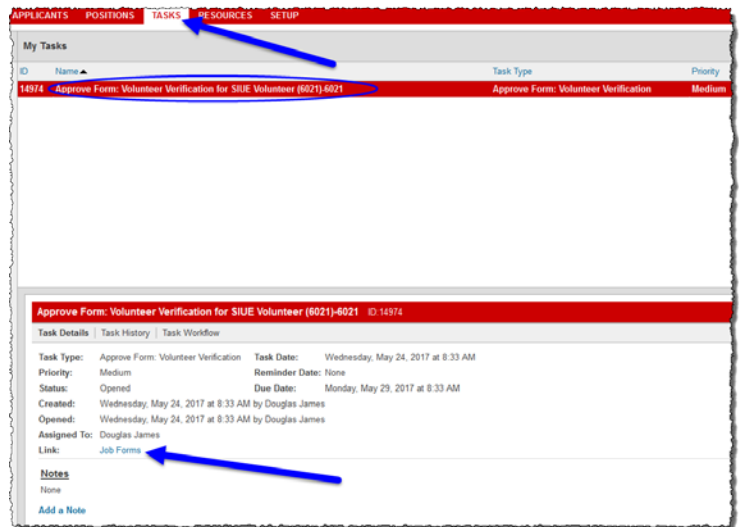 APPLICANTS POSITIONS TASKS RESOURCES SETUP
My Tasks
ID Name Task Type Priority
14974 Approve Form: Volunteer Verification for SIUE Volunteer (6021)-6021 Approve Form: Volunteer Verification Medium
Approve Form: Volunteer Verification for SIUE Volunteer (6021)-6021 ID:14974
Task Details | Task History | Task Workflow
Task Type: Approve Form: Volunteer Verification Task Date: Wednesday, May 24, 2017 at 8:33 AM
Priority: Medium Reminder Date: None
Status: Opened Due Date: Monday, May 29, 2017 at 8:33 AM
Created: Wednesday, May 24, 2017 at 8:33 AM by Douglas James
Opened: Wednesday, May 24, 2017 at 8:33 AM by Douglas James
Assigned To: Douglas James
Link: Job Forms
Notes
None
Add a Note